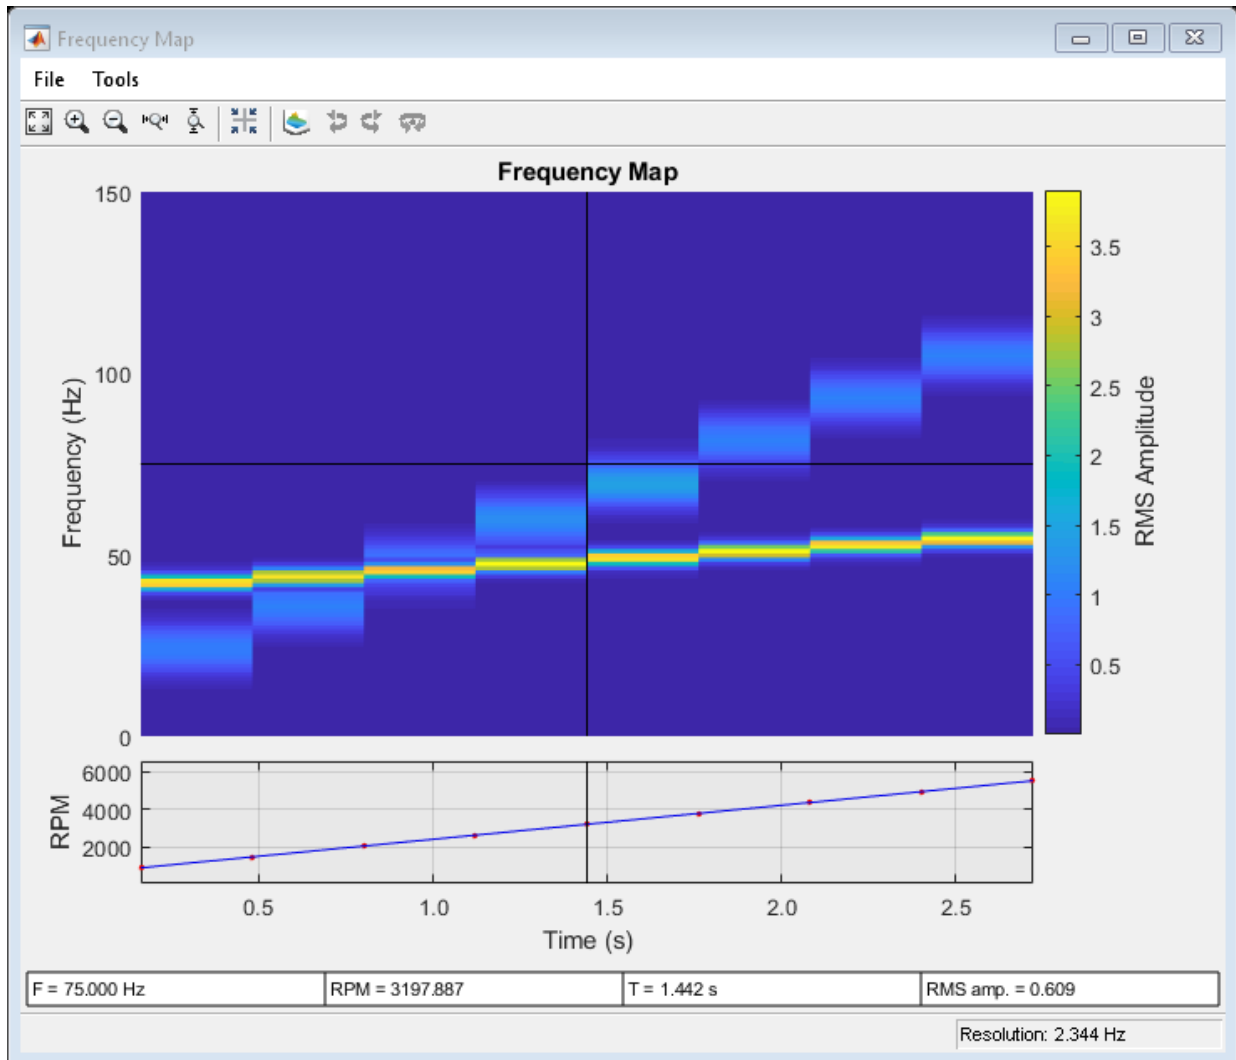 Frequency Map
File Tools
Frequency Map
150
100
50
0
Frequency (Hz)
3.5
3
2.5
2
1.5
1
0.5
RMS Amplitude
6000
4000
2000
RPM
0.5 1.0 1.5 2.0 2.5
Time (s)
F = 75.000 Hz RPM = 3197.887 T = 1.442 s RMS amp. = 0.609
Resolution: 2.344 Hz